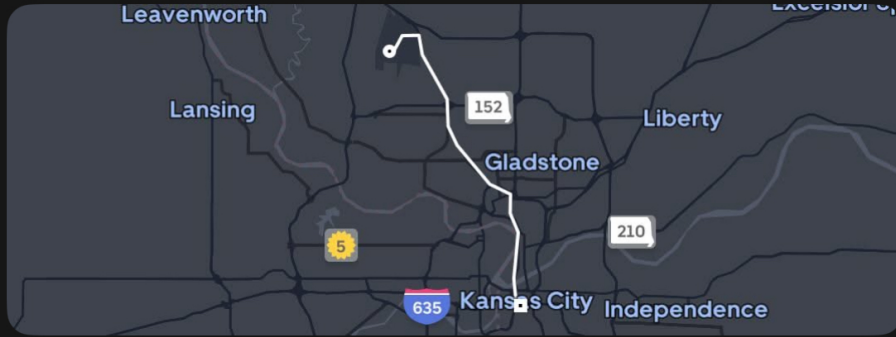 Leavenworth
Lansing
152
Liberty
Gladstone
210
5
635
Kansas City
Independence